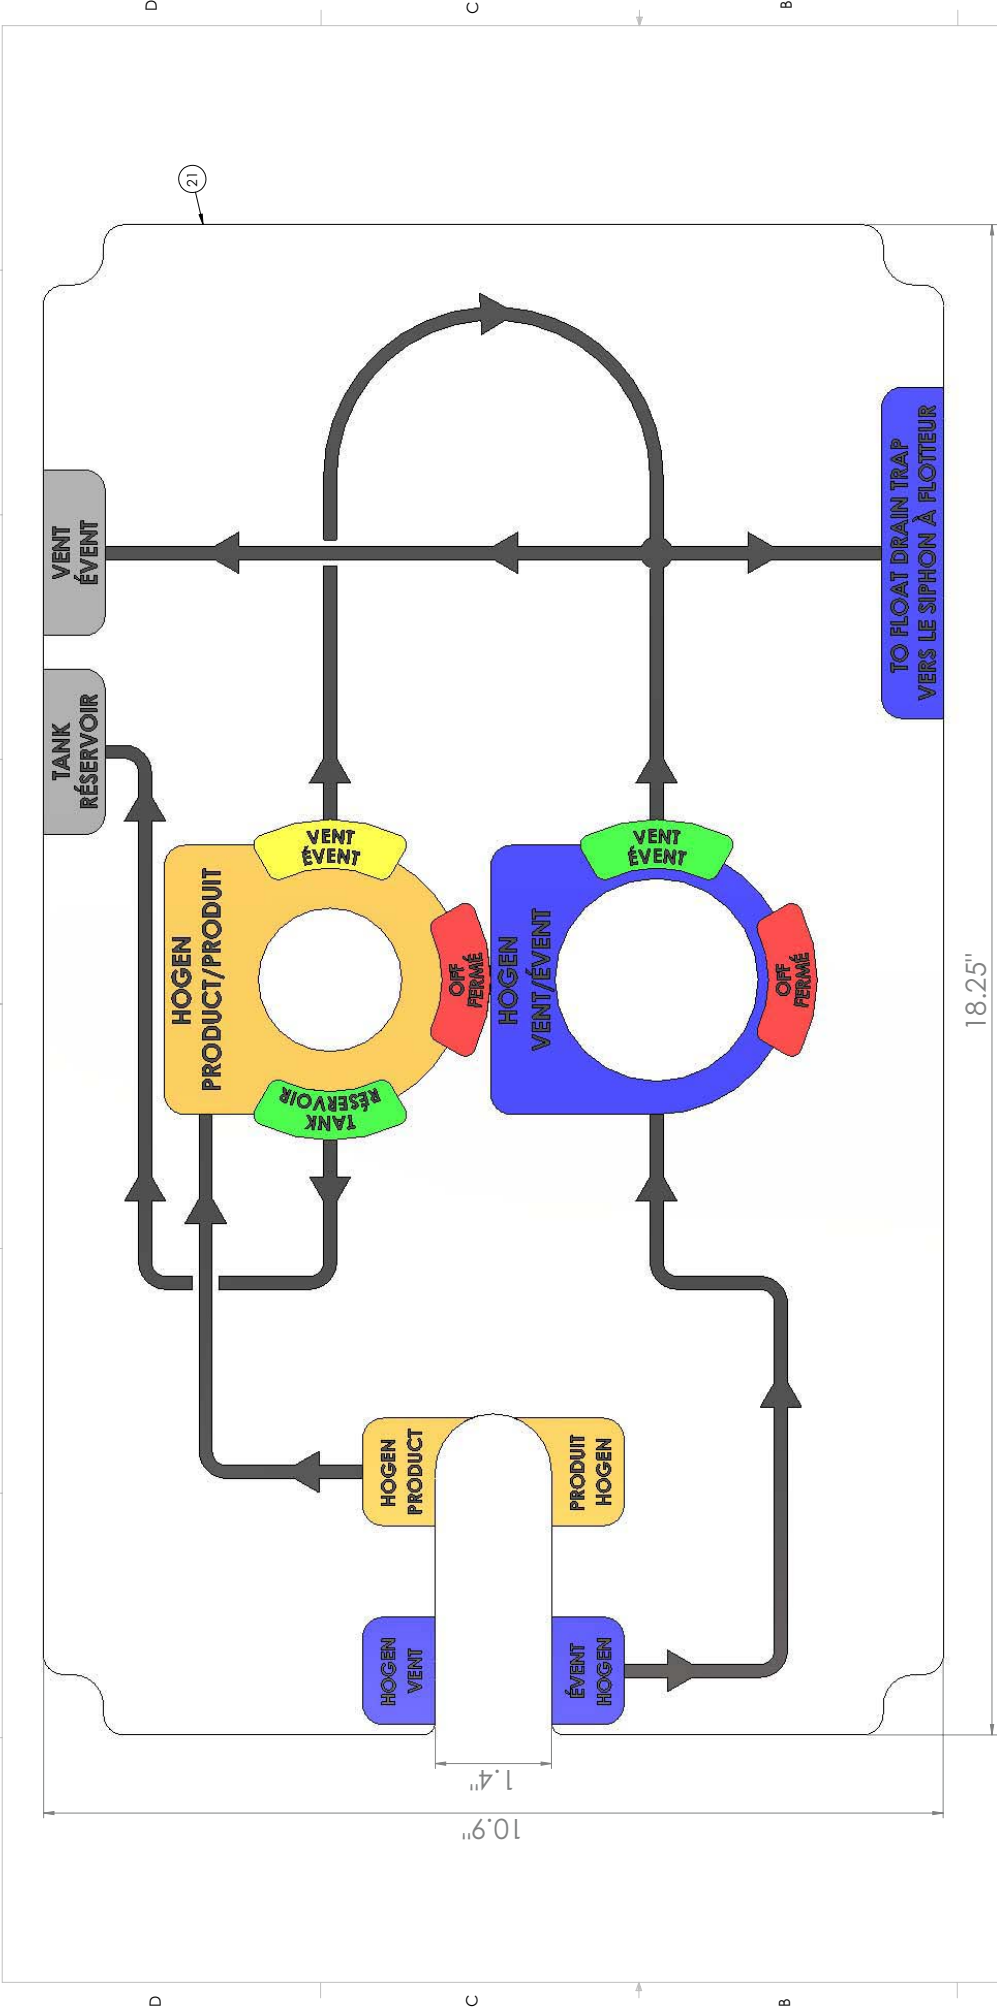 D
C
B
21
VENT
ÉVENT
TANK
RÉSERVOIR
TO FLOAT DRAIN TRAP
VERS LE SIPHON À FLOTTEUR
HOGEN
PRODUCT/PRODUIT
VENT
ÉVENT
OFF
FERMÉ
TANK
RÉSERVOIR
HOGEN
VENT/ÉVENT
VENT
ÉVENT
OFF
FERMÉ
HOGEN
PRODUCT
PRODUIT
HOGEN
HOGEN
VENT
ÉVENT
HOGEN
1.4"
10.9"
18.25"
D
C
B